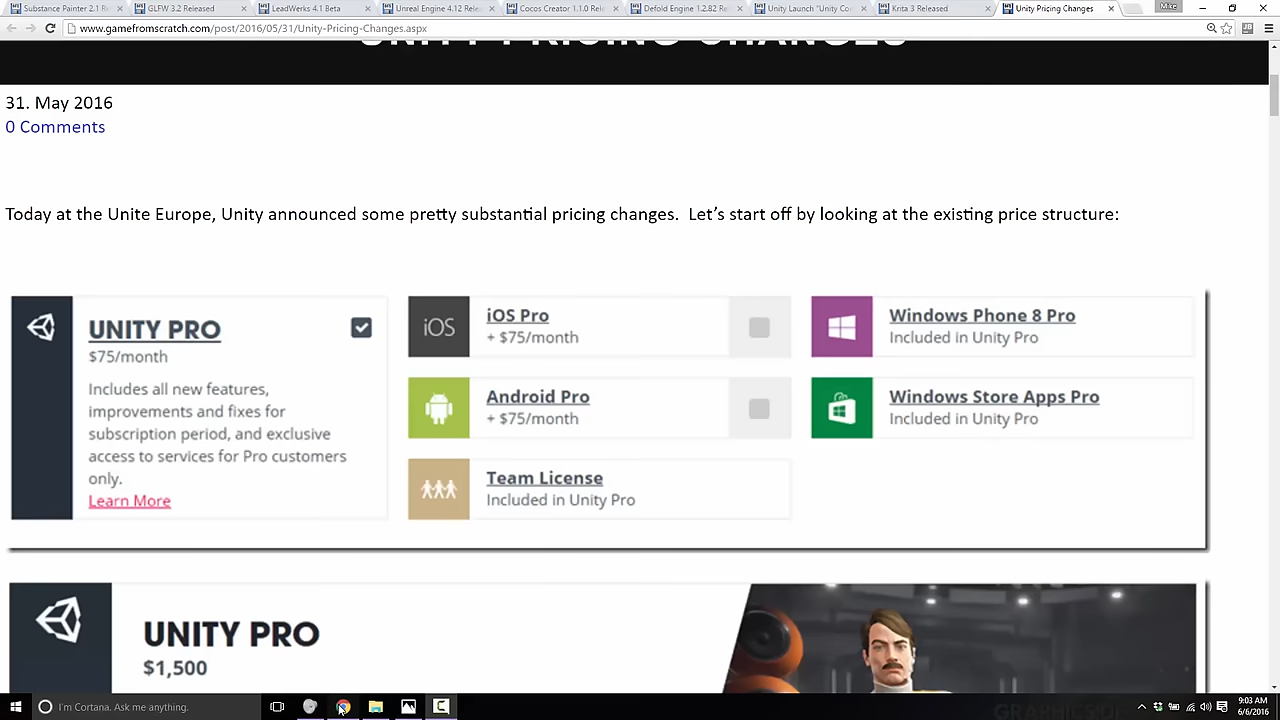 Substance Painter 2.1 R
GLFW 3.2 Released
LeadWerks 4.1 Beta
Unreal Engine 4.12 Rele
Cocos Creator 1.1.0 Rel
Defold Engine 1.2.82 R
Unity Launch "Unity Con
Krita 3 Released
Unity Pricing Changes
Mike
www.gamefromscratch.com/post/2016/05/31/Unity-Pricing-Changes.aspx
UNITY PRICING CHANGES
31. May 2016
0 Comments
Today at the Unite Europe, Unity announced some pretty substantial pricing changes. Let's start off by looking at the existing price structure:
UNITY PRO
$75/month
Includes all new features,
improvements and fixes for
subscription period, and exclusive
access to services for Pro customers
only.
Learn More
iOS
iOS Pro
+ $75/month
Android Pro
+ $75/month
Team License
Included in Unity Pro
Windows Phone 8 Pro
Included in Unity Pro
Windows Store Apps Pro
Included in Unity Pro
UNITY PRO
$1,500
I'm Cortana. Ask me anything.
9:03 AM
6/6/2016